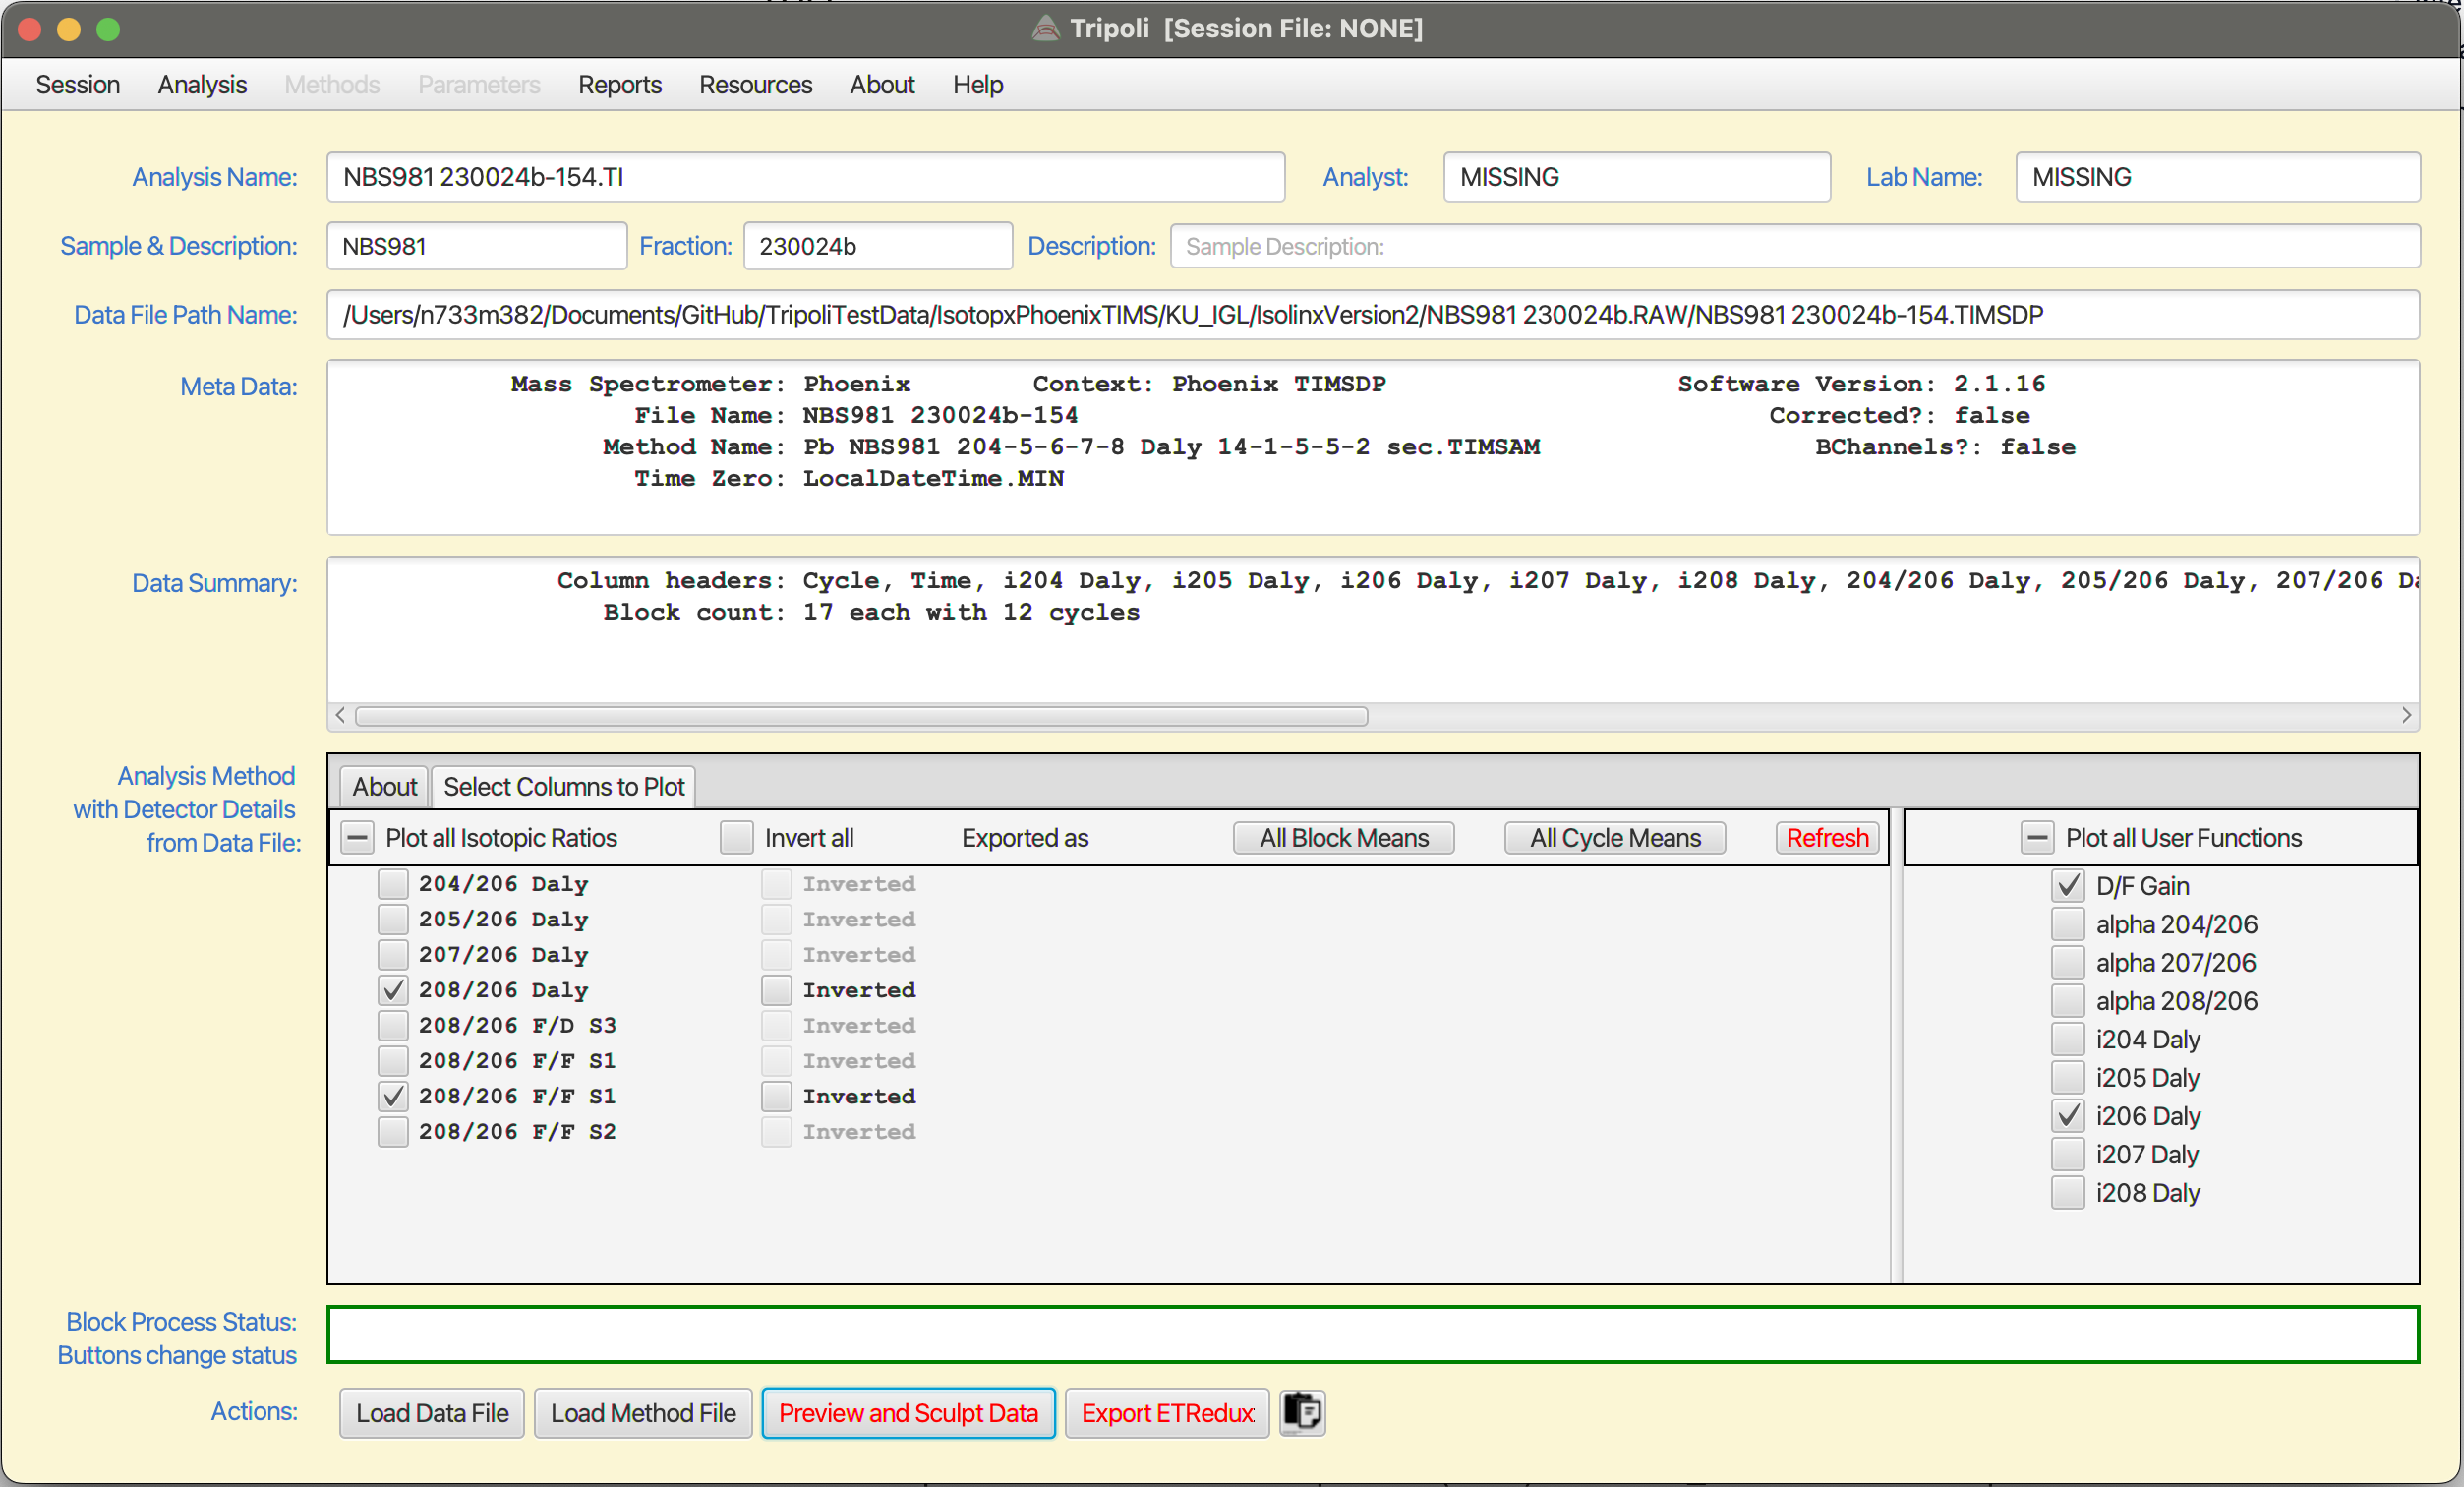 Tripoli [Session File: NONE]
Session Analysis Methods Parameters Reports Resources About Help
Analysis Name: NBS981 230024b-154.TI Analyst: MISSING Lab Name: MISSING
Sample & Description: NBS981 Fraction: 230024b Description: Sample Description:
Data File Path Name: /Users/n733m382/Documents/GitHub/TripoliTestData/IsotopxPhoenixTIMS/KU_IGL/IsolinxVersion2/NBS981 230024b.RAW/NBS981 230024b-154.TIMSDP
Meta Data: Mass Spectrometer: Phoenix Context: Phoenix TIMSDP Software Version: 2.1.16
File Name: NBS981 230024b-154 Corrected?: false
Method Name: Pb NBS981 204-5-6-7-8 Daly 14-1-5-5-2 sec.TIMSAM BChannels?: false
Time Zero: LocalDateTime.MIN
Data Summary: Column headers: Cycle, Time, i204 Daly, i205 Daly, i206 Daly, i207 Daly, i208 Daly, 204/206 Daly, 205/206 Daly, 207/206 Da
Block count: 17 each with 12 cycles
Analysis Method
with Detector Details
from Data File:
About Select Columns to Plot
Plot all Isotopic Ratios Invert all Exported as All Block Means All Cycle Means Refresh Plot all User Functions
204/206 Daly Inverted
205/206 Daly Inverted
207/206 Daly Inverted
208/206 Daly Inverted
208/206 F/D S3 Inverted
208/206 F/F S1 Inverted
208/206 F/F S1 Inverted
208/206 F/F S2 Inverted
D/F Gain
alpha 204/206
alpha 207/206
alpha 208/206
i204 Daly
i205 Daly
i206 Daly
i207 Daly
i208 Daly
Block Process Status:
Buttons change status
Actions: Load Data File Load Method File Preview and Sculpt Data Export ETRedux